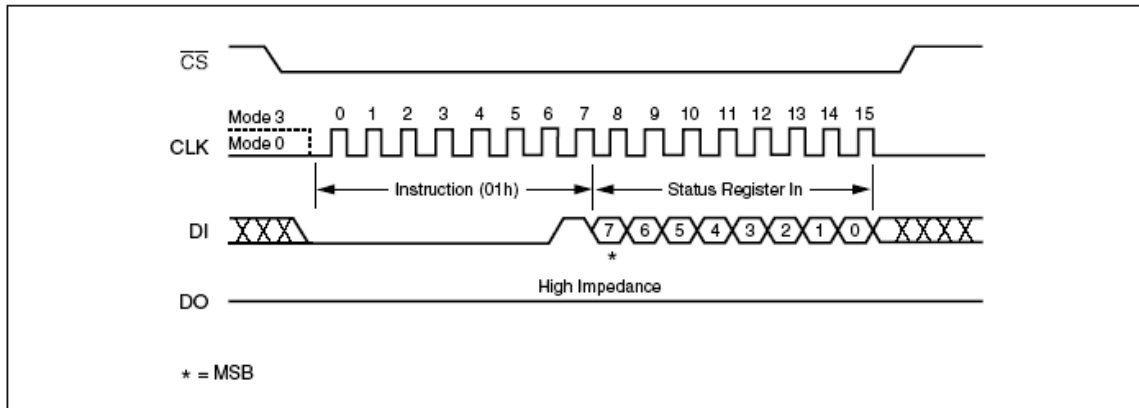 CS
Mode 3
0 1 2 3 4 5 6 7 8 9 10 11 12 13 14 15
CLK
Mode 0
Instruction (01h)
Status Register In
DI
7 6 5 4 3 2 1 0
*
High Impedance
DO
* = MSB